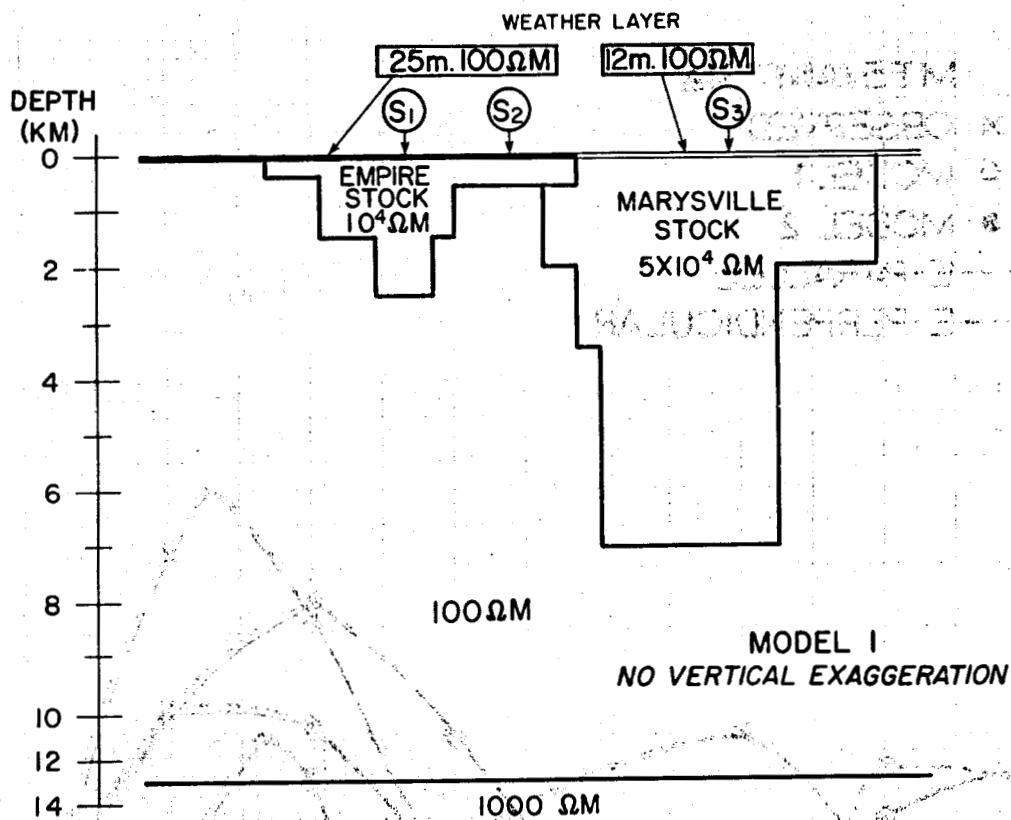 WEATHER LAYER
25m. 100ΩM
12m. 100ΩM
DEPTH
(KM)
S1
S2
S3
0
EMPIRE
STOCK
10⁴ΩM
MARYSVILLE
STOCK
5X10⁴ ΩM
2
4
6
8
100ΩM
MODEL 1
NO VERTICAL EXAGGERATION
10
12
14
1000 ΩM